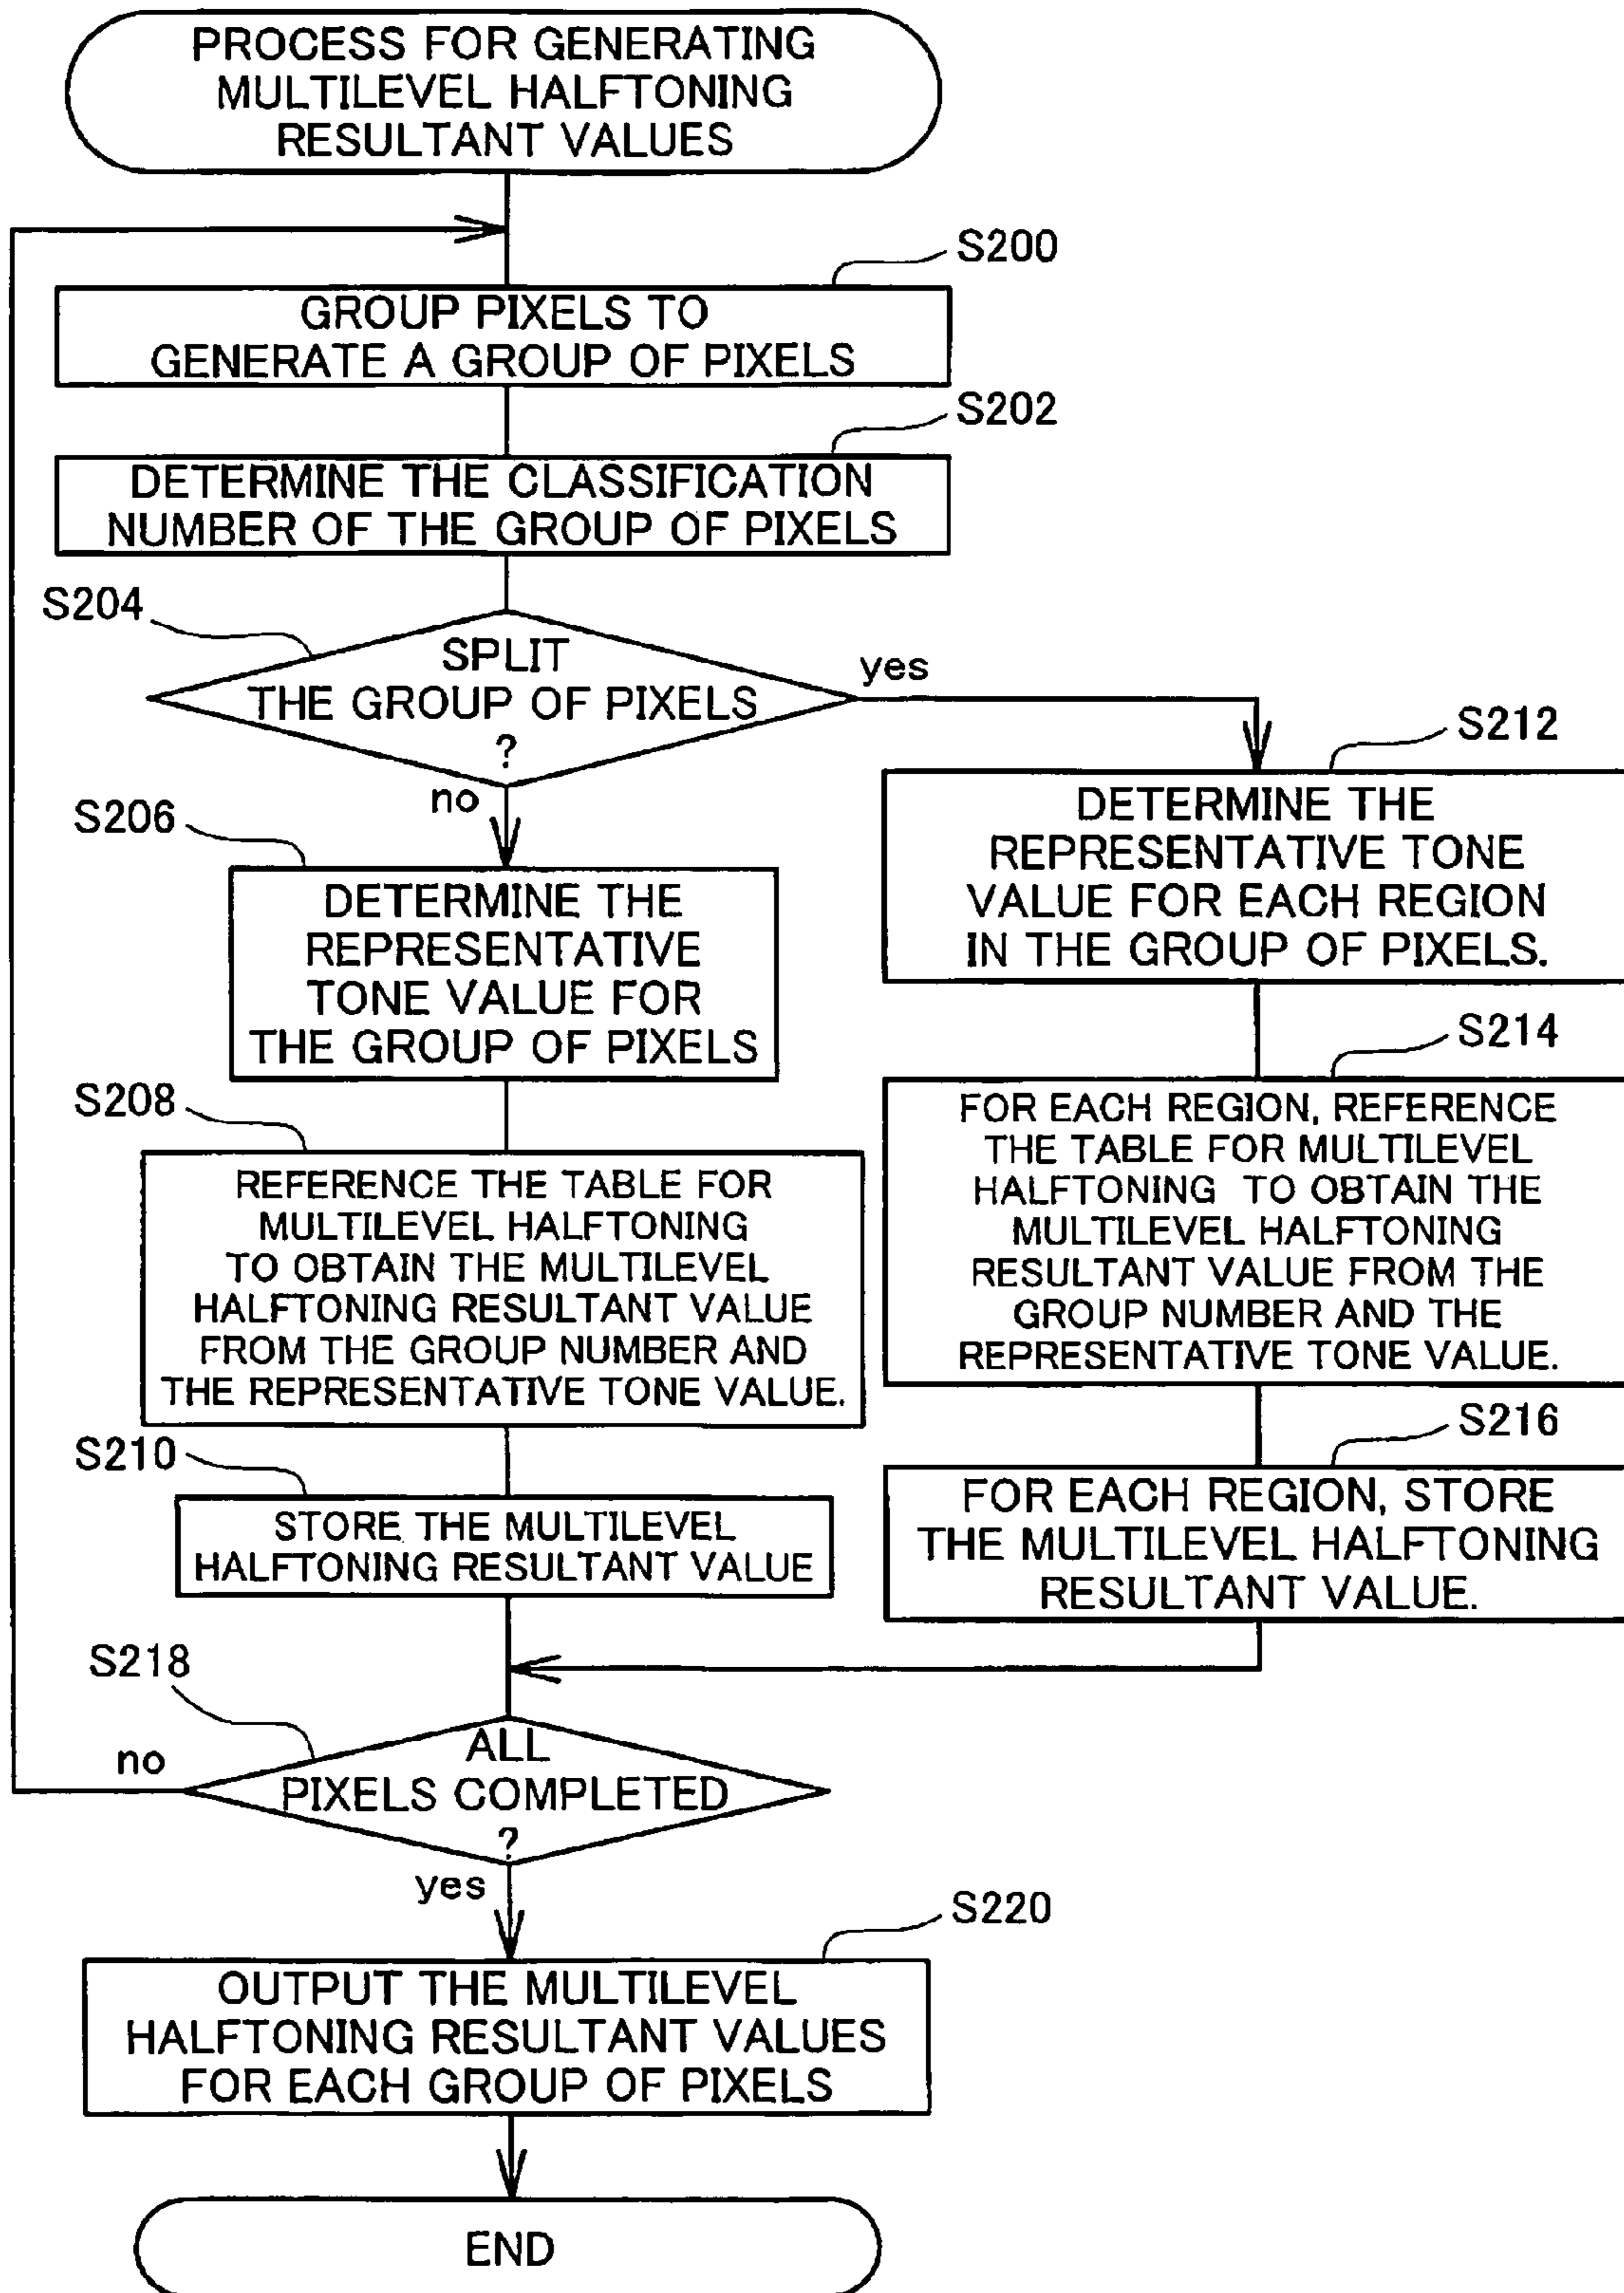 PROCESS FOR GENERATING
MULTILEVEL HALFTONING
RESULTANT VALUES
S200
GROUP PIXELS TO
GENERATE A GROUP OF PIXELS
S202
DETERMINE THE CLASSIFICATION
NUMBER OF THE GROUP OF PIXELS
S204
SPLIT
THE GROUP OF PIXELS
?
yes
no
S206
DETERMINE THE
REPRESENTATIVE
TONE VALUE FOR
THE GROUP OF PIXELS
S208
REFERENCE THE TABLE FOR
MULTILEVEL HALFTONING
TO OBTAIN THE MULTILEVEL
HALFTONING RESULTANT VALUE
FROM THE GROUP NUMBER AND
THE REPRESENTATIVE TONE VALUE.
S210
STORE THE MULTILEVEL
HALFTONING RESULTANT VALUE
S212
DETERMINE THE
REPRESENTATIVE TONE
VALUE FOR EACH REGION
IN THE GROUP OF PIXELS.
S214
FOR EACH REGION, REFERENCE
THE TABLE FOR MULTILEVEL
HALFTONING TO OBTAIN THE
MULTILEVEL HALFTONING
RESULTANT VALUE FROM THE
GROUP NUMBER AND THE
REPRESENTATIVE TONE VALUE.
S216
FOR EACH REGION, STORE
THE MULTILEVEL HALFTONING
RESULTANT VALUE.
S218
ALL
PIXELS COMPLETED
?
no
yes
S220
OUTPUT THE MULTILEVEL
HALFTONING RESULTANT VALUES
FOR EACH GROUP OF PIXELS
END